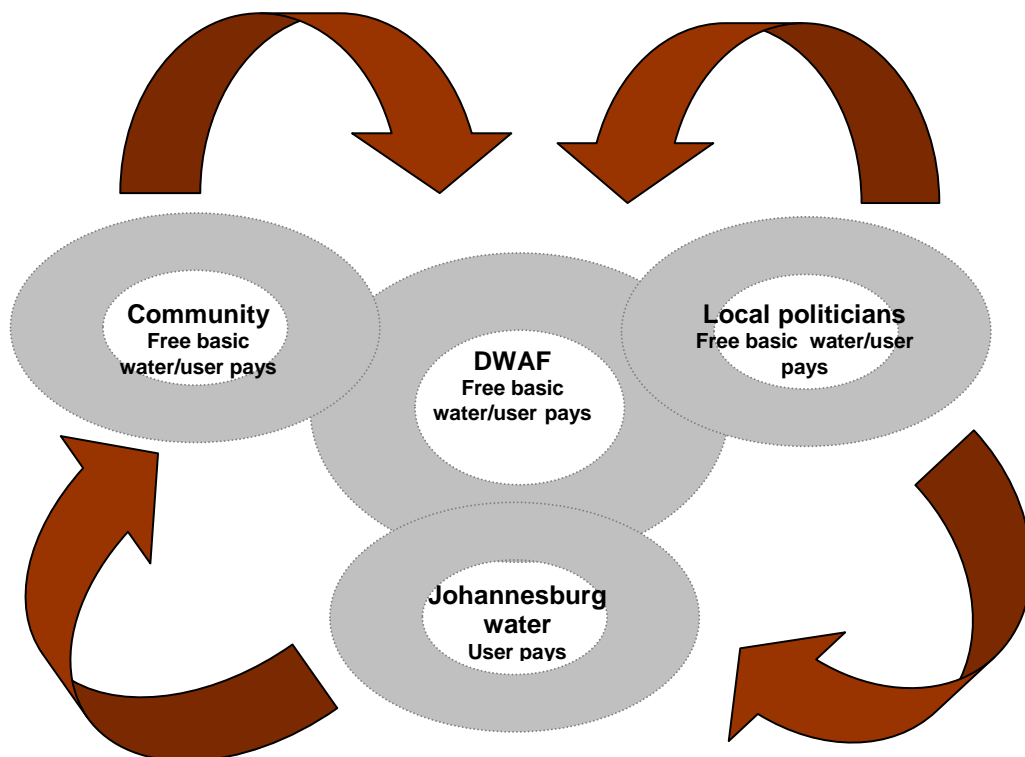 Community
Free basic
water/user pays
Local politicians
Free basic water/user
pays
DWAF
Free basic
water/user pays
Johannesburg
water
User pays